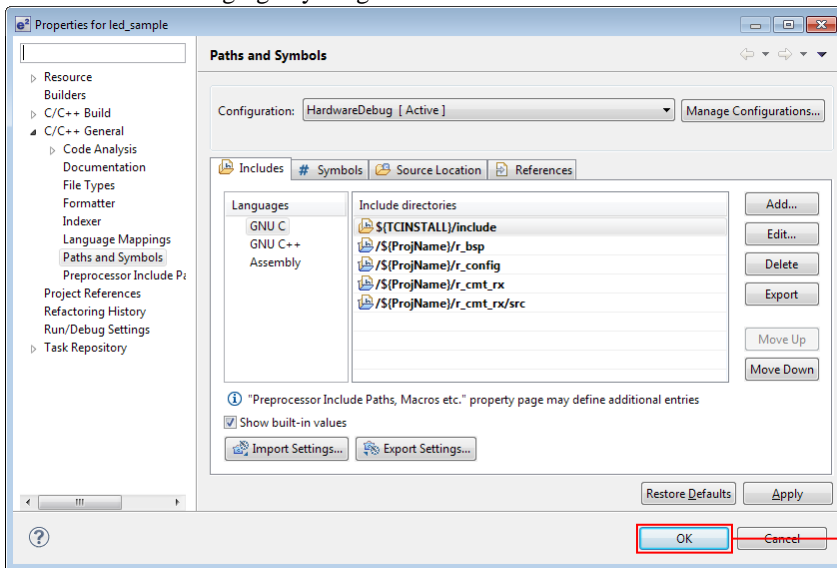 Properties for led_sample
Resource
Builders
C/C++ Build
C/C++ General
Code Analysis
Documentation
File Types
Formatter
Indexer
Language Mappings
Paths and Symbols
Preprocessor Include Pa
Project References
Refactoring History
Run/Debug Settings
Task Repository
Paths and Symbols
Configuration: HardwareDebug [ Active ] Manage Configurations...
Includes # Symbols Source Location References
Languages Include directories
GNU C ${TCINSTALL}/include
GNU C++ /${ProjName}/r_bsp
Assembly /${ProjName}/r_config
/${ProjName}/r_cmt_rx
/${ProjName}/r_cmt_rx/src
Add...
Edit...
Delete
Export
Move Up
Move Down
"Preprocessor Include Paths, Macros etc." property page may define additional entries
Show built-in values
Import Settings... Export Settings...
Restore Defaults Apply
OK Cancel